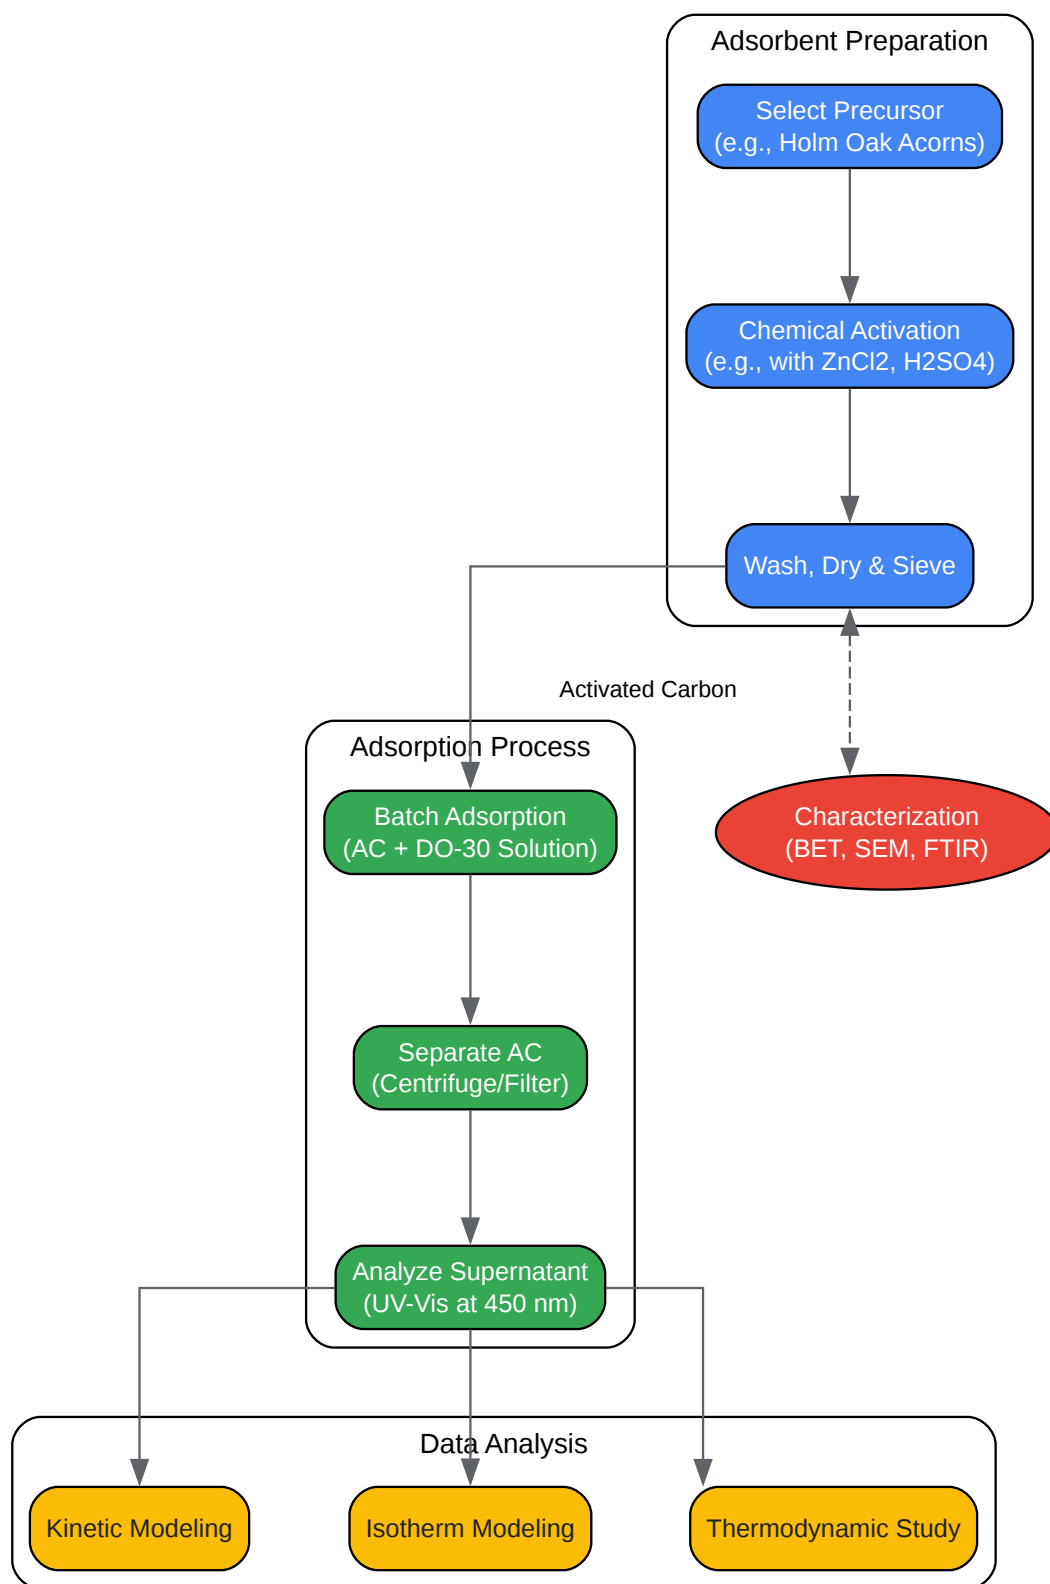 Adsorbent Preparation
Select Precursor
(e.g., Holm Oak Acorns)
Chemical Activation
(e.g., with ZnCl2, H2SO4)
Wash, Dry & Sieve
Activated Carbon
Adsorption Process
Batch Adsorption
(AC + DO-30 Solution)
Characterization
(BET, SEM, FTIR)
Separate AC
(Centrifuge/Filter)
Analyze Supernatant
(UV-Vis at 450 nm)
Data Analysis
Kinetic Modeling
Isotherm Modeling
Thermodynamic Study